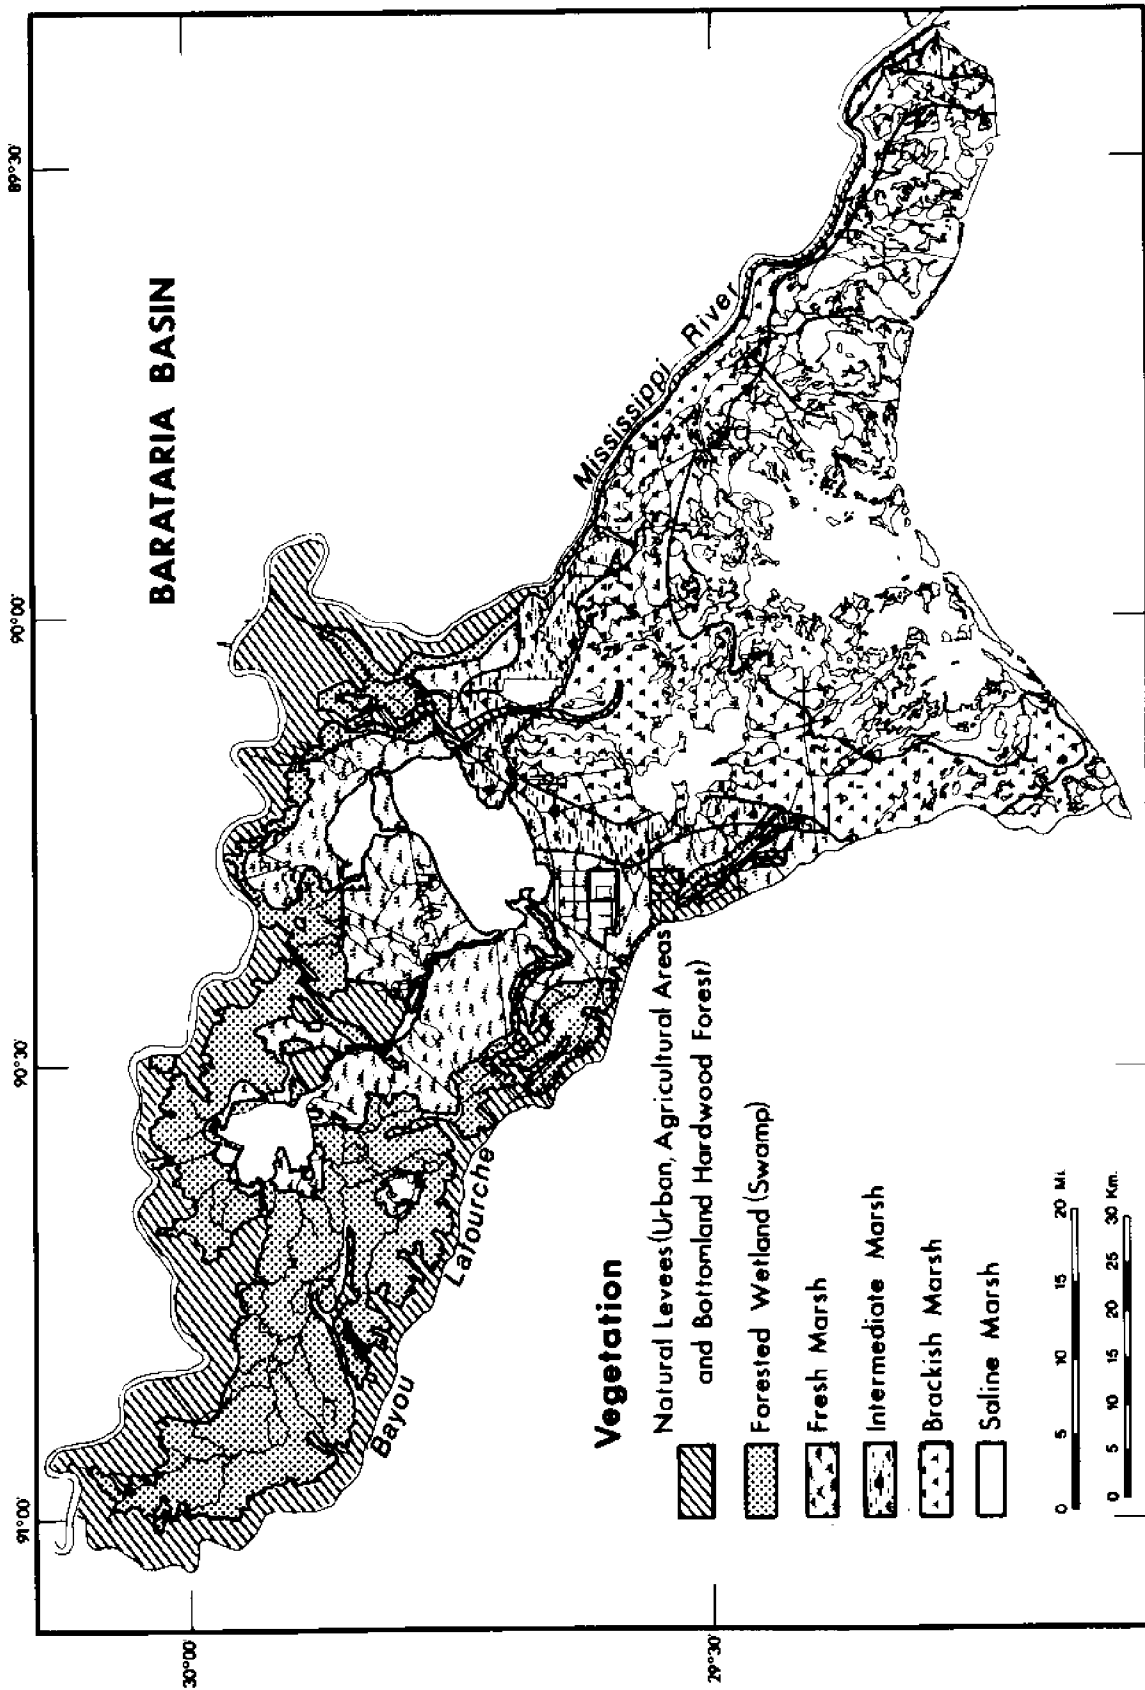 BARATARIA BASIN
91°00'
90°30'
90°00'
89°30'
30°00'
29°30'
Mississippi River
Bayou Lafourche
Vegetation
Natural Levees (Urban, Agricultural Areas
and Bottomland Hardwood Forest)
Forested Wetland (Swamp)
Fresh Marsh
Intermediate Marsh
Brackish Marsh
Saline Marsh
0 5 10 15 20 Mi.
0 5 10 15 20 25 30 Km.